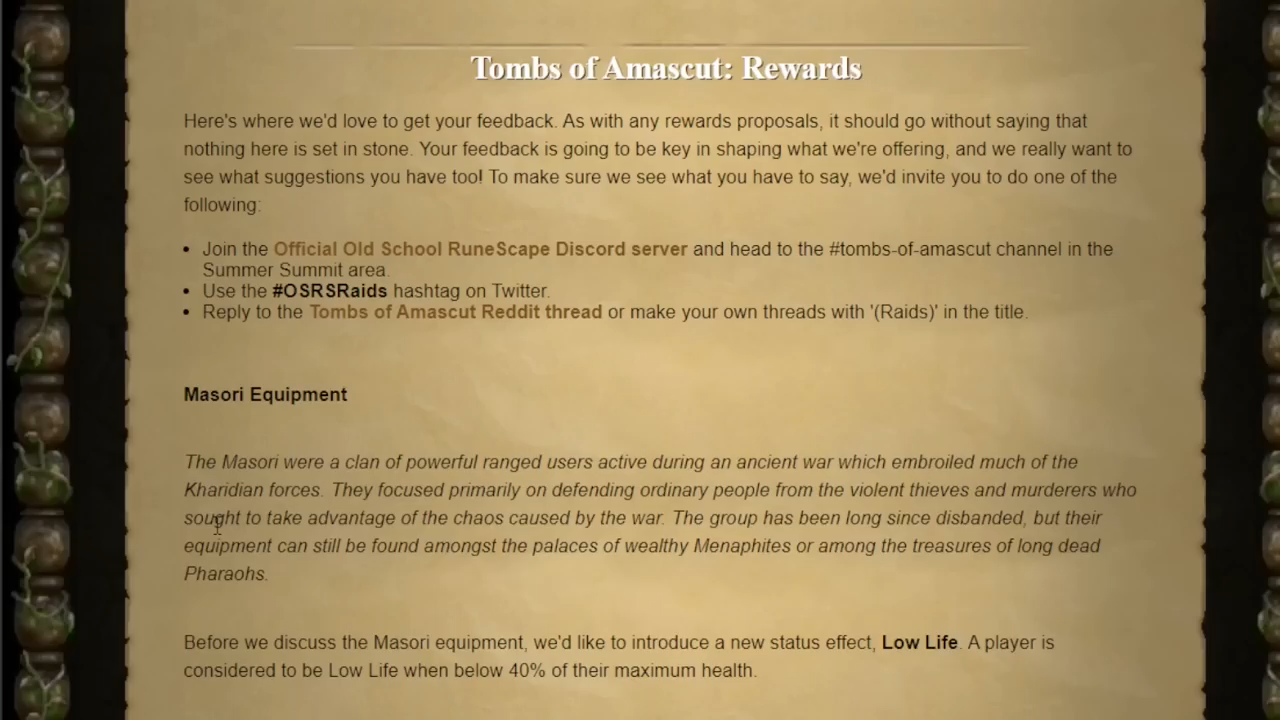 Tombs of Amascut: Rewards
Here's where we'd love to get your feedback. As with any rewards proposals, it should go without saying that
nothing here is set in stone. Your feedback is going to be key in shaping what we're offering, and we really want to
see what suggestions you have too! To make sure we see what you have to say, we'd invite you to do one of the
following:
• Join the Official Old School RuneScape Discord server and head to the #tombs-of-amascut channel in the
Summer Summit area.
• Use the #OSRSRaids hashtag on Twitter.
• Reply to the Tombs of Amascut Reddit thread or make your own threads with '(Raids)' in the title.
Masori Equipment
The Masori were a clan of powerful ranged users active during an ancient war which embroiled much of the
Kharidian forces. They focused primarily on defending ordinary people from the violent thieves and murderers who
sought to take advantage of the chaos caused by the war. The group has been long since disbanded, but their
equipment can still be found amongst the palaces of wealthy Menaphites or among the treasures of long dead
Pharaohs.
Before we discuss the Masori equipment, we'd like to introduce a new status effect, Low Life. A player is
considered to be Low Life when below 40% of their maximum health.